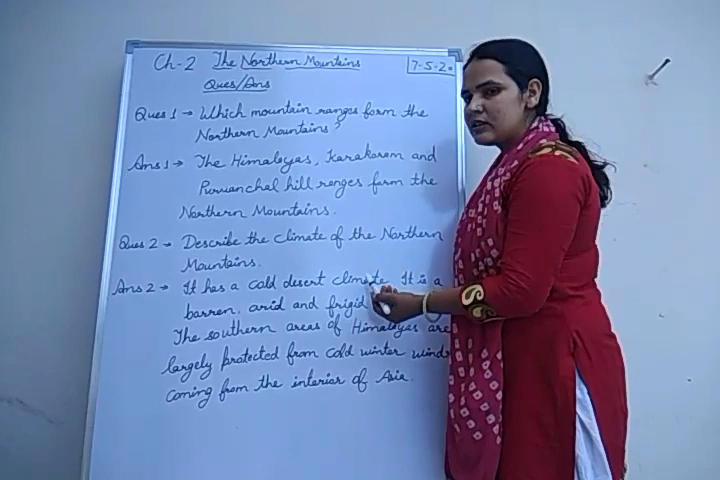 Ch-2 The Northern Mountains 7-5-20
Ques/Ans
Ques 1 → Which mountain ranges form the
Northern Mountains?
Ans 1 → The Himalayas, Karakoram and
Purvanchal hill ranges form the
Northern Mountains.
Ques 2 → Describe the climate of the Northern
Mountains.
Ans 2 → It has a cold desert climate. It is a
barren, arid and frigid
The southern areas of Himalayas are
largely protected from cold winter winds
coming from the interior of Asia.